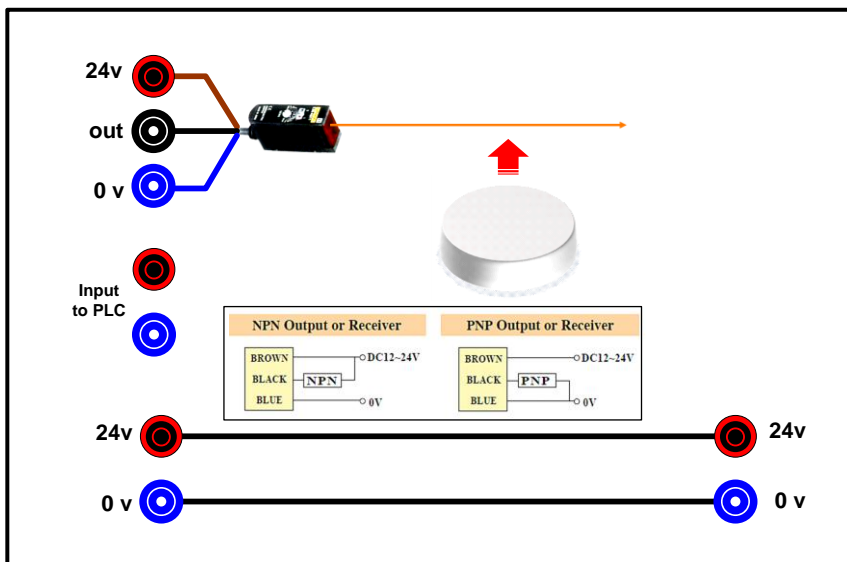 24v
out
0 v
Input
to PLC
NPN Output or Receiver
BROWN
DC12~24V
BLACK
NPN
BLUE
0V
PNP Output or Receiver
BROWN
DC12~24V
BLACK
PNP
BLUE
0V
24v
24v
0 v
0 v